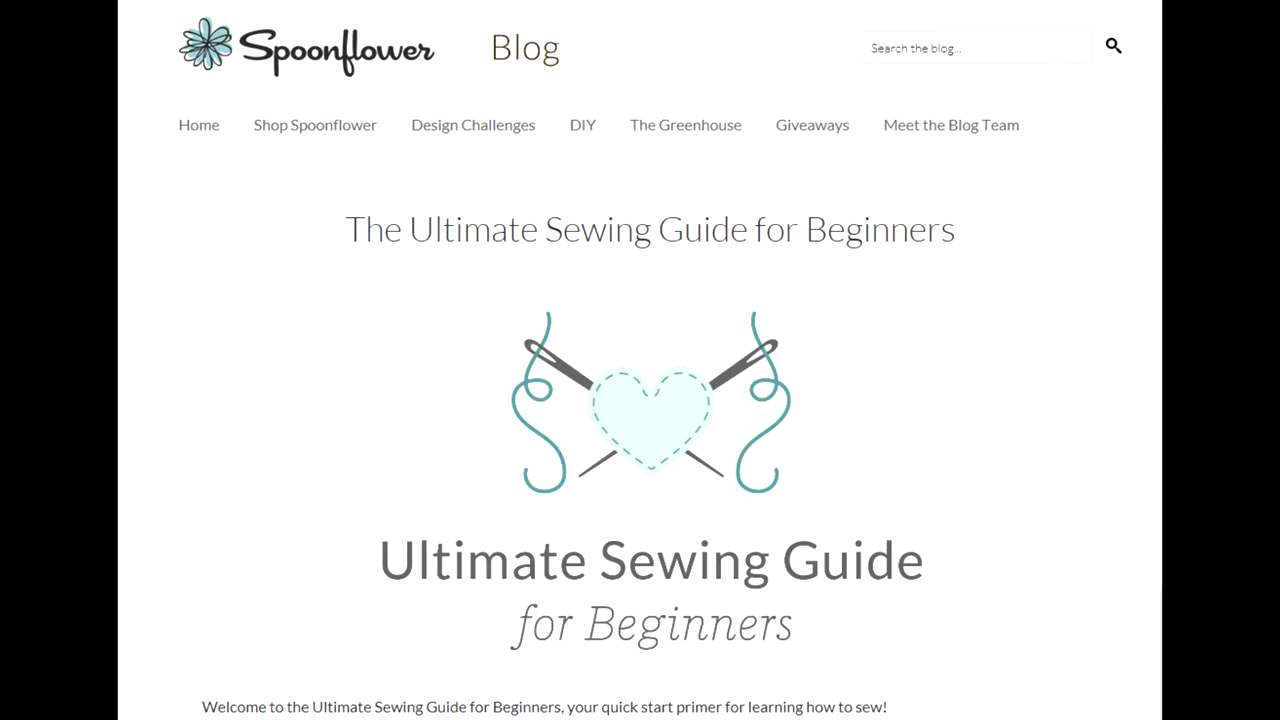 Spoonflower Blog
Search the blog...
Home Shop Spoonflower Design Challenges DIY The Greenhouse Giveaways Meet the Blog Team
The Ultimate Sewing Guide for Beginners
Ultimate Sewing Guide
for Beginners
Welcome to the Ultimate Sewing Guide for Beginners, your quick start primer for learning how to sew!